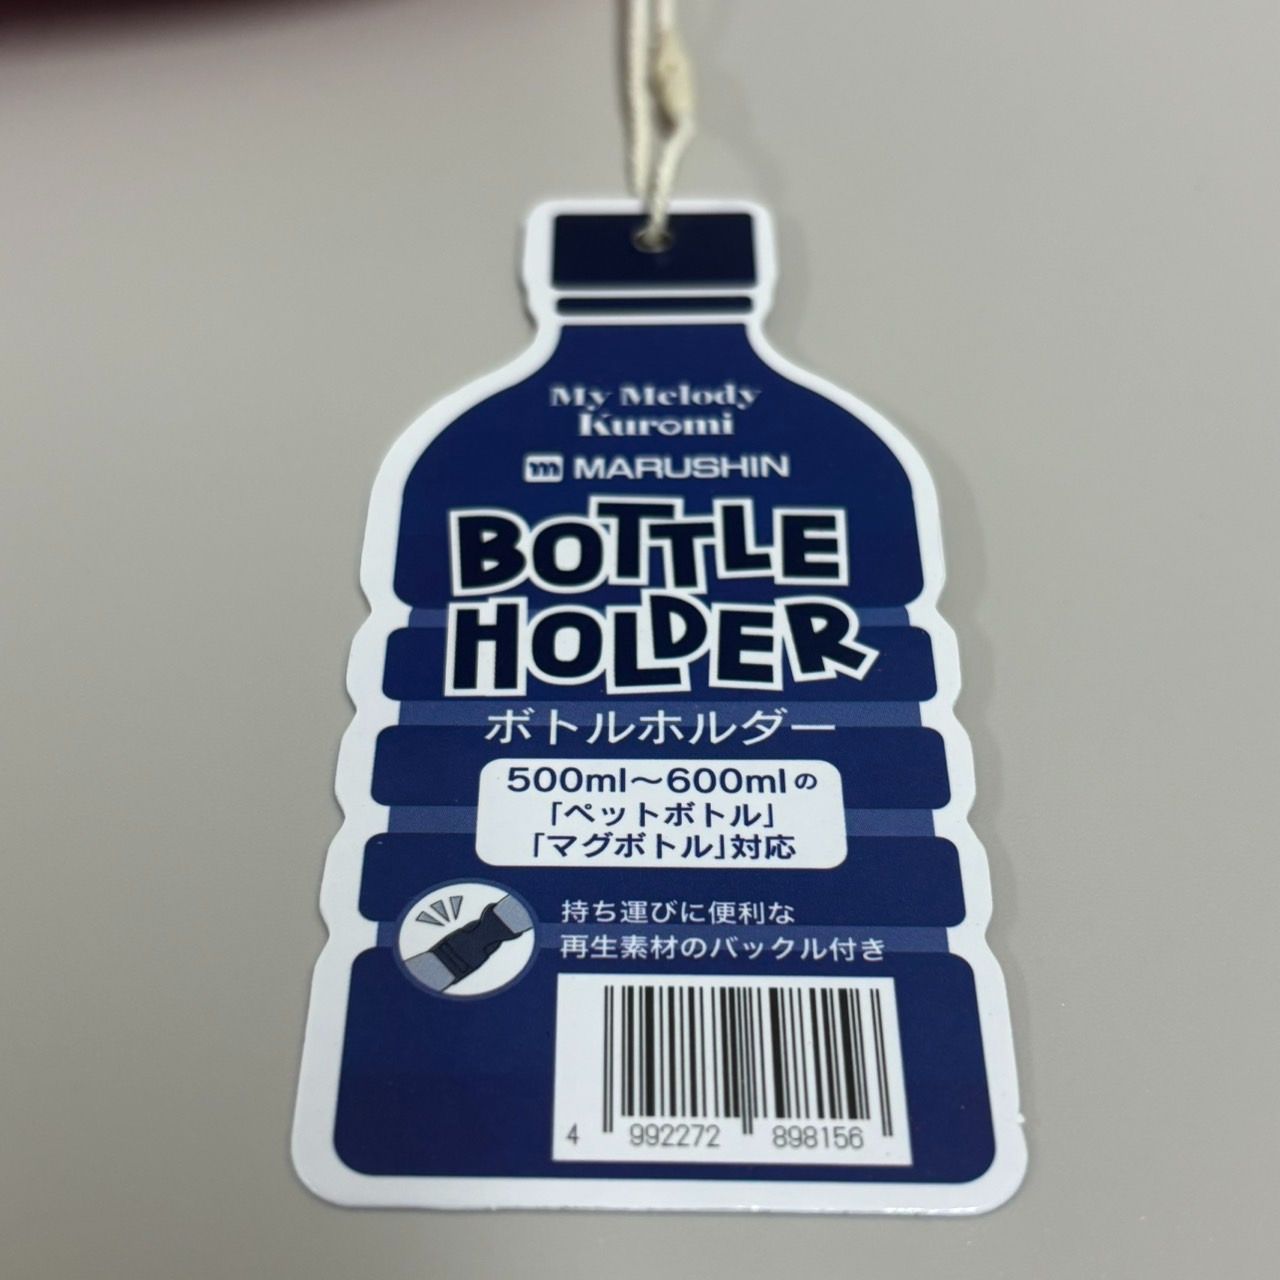 My Melody
Kuromi
m MARUSHIN
BOTTLE
HOLDER
ボトルホルダー
500ml～600mlの
「ペットボトル」
「マグボトル」対応
持ち運びに便利な
再生素材のバックル付き
4 992272 898156